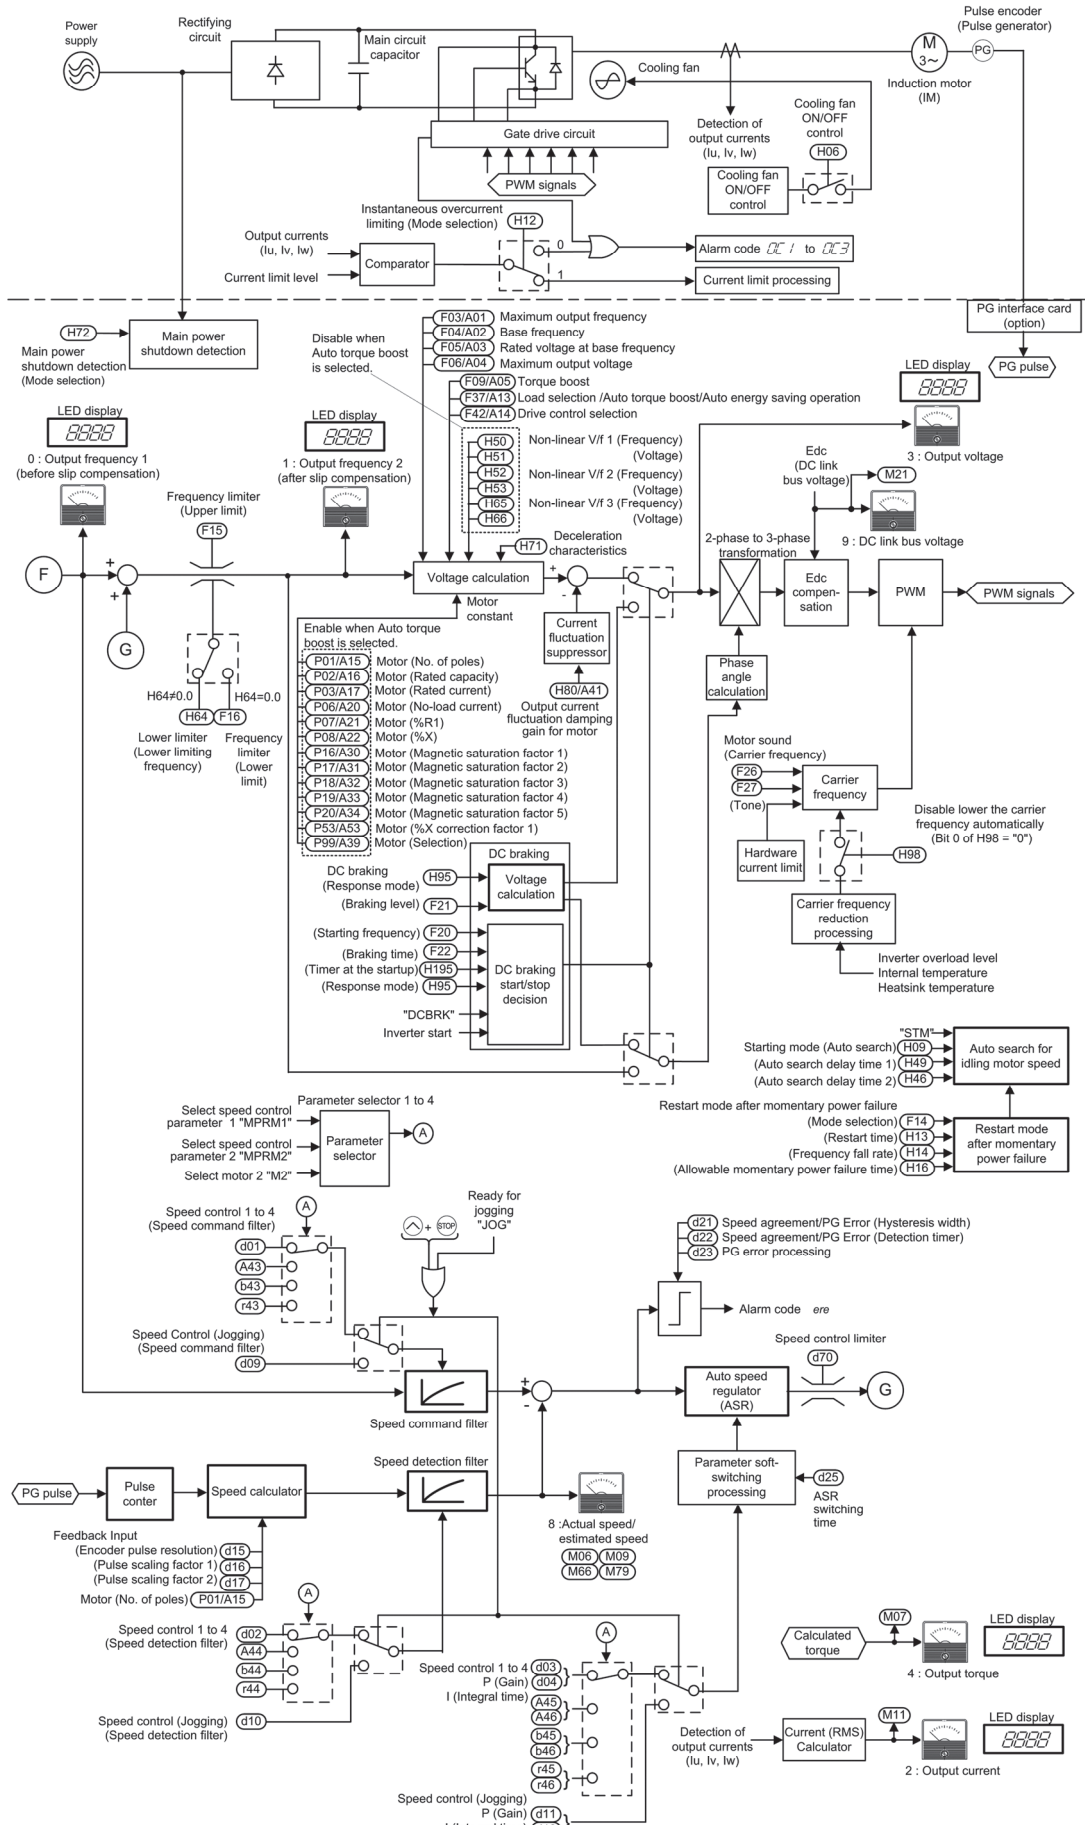 Power
supply
Rectifying
circuit
Main circuit
capacitor
Cooling fan
M
3~
PG
Pulse encoder
(Pulse generator)
Induction motor
(IM)
Gate drive circuit
PWM signals
Detection of
output currents
(Iu, Iv, Iw)
Cooling fan
ON/OFF
control
H06
Cooling fan
ON/OFF
control
Instantaneous overcurrent
limiting (Mode selection)
H12
Output currents
(Iu, Iv, Iw)
Current limit level
Comparator
0
1
Alarm code OC1 to OC3
Current limit processing
PG interface card
(option)
PG pulse
H72
Main power
shutdown detection
(Mode selection)
Main power
shutdown detection
Disable when
Auto torque boost
is selected.
F03/A01 Maximum output frequency
F04/A02 Base frequency
F05/A03 Rated voltage at base frequency
F06/A04 Maximum output voltage
F09/A05 Torque boost
F37/A13 Load selection /Auto torque boost/Auto energy saving operation
F42/A14 Drive control selection
H50 Non-linear V/f 1 (Frequency)
H51 (Voltage)
H52 Non-linear V/f 2 (Frequency)
H53 (Voltage)
H65 Non-linear V/f 3 (Frequency)
H66 (Voltage)
H71 Deceleration
characteristics
LED display
8888
0 : Output frequency 1
(before slip compensation)
LED display
8888
1 : Output frequency 2
(after slip compensation)
LED display
8888
3 : Output voltage
Edc
(DC link
bus voltage)
M21
9 : DC link bus voltage
Frequency limiter
(Upper limit)
F15
F
+
+
G
H64≠0.0
H64=0.0
H64
F16
Lower limiter
(Lower limiting
frequency)
Frequency
limiter
(Lower
limit)
Voltage calculation
+
-
Motor
constant
Current
fluctuation
suppressor
H80/A41
Output current
fluctuation damping
gain for motor
2-phase to 3-phase
transformation
Edc
compen-
sation
PWM
PWM signals
Phase
angle
calculation
Enable when Auto torque
boost is selected.
P01/A15 Motor (No. of poles)
P02/A16 Motor (Rated capacity)
P03/A17 Motor (Rated current)
P06/A20 Motor (No-load current)
P07/A21 Motor (%R1)
P08/A22 Motor (%X)
P16/A30 Motor (Magnetic saturation factor 1)
P17/A31 Motor (Magnetic saturation factor 2)
P18/A32 Motor (Magnetic saturation factor 3)
P19/A33 Motor (Magnetic saturation factor 4)
P20/A34 Motor (Magnetic saturation factor 5)
P53/A53 Motor (%X correction factor 1)
P99/A39 Motor (Selection)
Motor sound
(Carrier frequency)
F26
F27
(Tone)
Carrier
frequency
Hardware
current limit
Disable lower the carrier
frequency automatically
(Bit 0 of H98 = "0")
H98
Carrier frequency
reduction
processing
Inverter overload level
Internal temperature
Heatsink temperature
DC braking
DC braking
(Response mode) H95
(Braking level) F21
Voltage
calculation
(Starting frequency) F20
(Braking time) F22
(Timer at the startup) H195
(Response mode) H95
"DCBRK"
Inverter start
DC braking
start/stop
decision
"STM"
Starting mode (Auto search) H09
(Auto search delay time 1) H49
(Auto search delay time 2) H46
Auto search for
idling motor speed
Restart mode after momentary power failure
(Mode selection) F14
(Restart time) H13
(Frequency fall rate) H14
(Allowable momentary power failure time) H16
Restart mode
after momentary
power failure
Parameter selector 1 to 4
Select speed control
parameter 1 "MPRM1"
Select speed control
parameter 2 "MPRM2"
Select motor 2 "M2"
Parameter
selector
A
Speed control 1 to 4
(Speed command filter)
A
d01
A43
b43
r43
+
STOP
Ready for
jogging
"JOG"
Speed Control (Jogging)
(Speed command filter)
d09
Speed command filter
+
-
d21 Speed agreement/PG Error (Hysteresis width)
d22 Speed agreement/PG Error (Detection timer)
d23 PG error processing
Alarm code ere
Speed control limiter
d70
Auto speed
regulator
(ASR)
G
Parameter soft-
switching
processing
d25
ASR
switching
time
PG pulse
Pulse
conter
Speed calculator
Speed detection filter
8 :Actual speed/
estimated speed
M06 M09
M66 M79
Feedback Input
(Encoder pulse resolution) d15
(Pulse scaling factor 1) d16
(Pulse scaling factor 2) d17
Motor (No. of poles) P01/A15
A
Speed control 1 to 4
(Speed detection filter)
d02
A44
b44
r44
Speed control (Jogging)
(Speed detection filter)
d10
A
Speed control 1 to 4
P (Gain)
I (Integral time)
d03
d04
A45
A46
b45
b46
r45
r46
Speed control (Jogging)
P (Gain) d11
Calculated
torque
M07
LED display
8888
4 : Output torque
Detection of
output currents
(Iu, Iv, Iw)
Current (RMS)
Calculator
M11
LED display
8888
2 : Output current